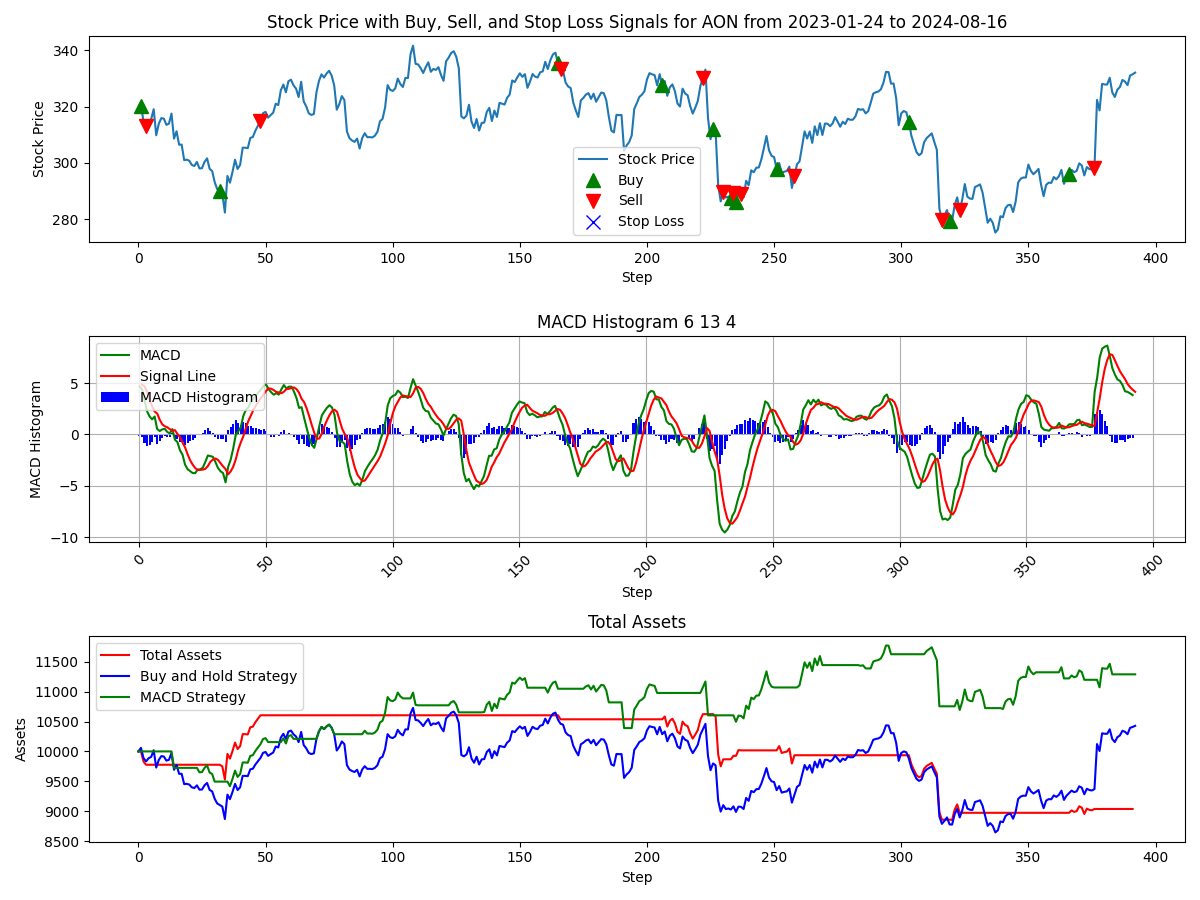 Stock Price with Buy, Sell, and Stop Loss Signals for AON from 2023-01-24 to 2024-08-16
Stock Price
340
320
300
280
Stock Price
Buy
Sell
Stop Loss
0 50 100 150 200 250 300 350 400
Step
MACD Histogram 6 13 4
MACD Histogram
5
0
−5
−10
MACD
Signal Line
MACD Histogram
0 50 100 150 200 250 300 350 400
Step
Total Assets
Assets
11500
11000
10500
10000
9500
9000
8500
Total Assets
Buy and Hold Strategy
MACD Strategy
0 50 100 150 200 250 300 350 400
Step